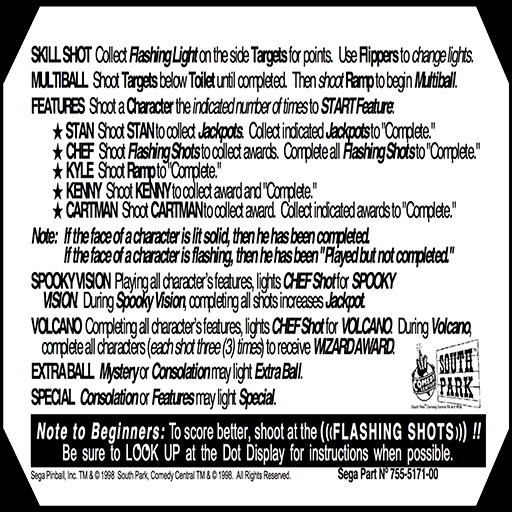 SKILL SHOT Collect Flashing Light on the side Targets for points. Use Flippers to change lights.
MULTIBALL Shoot Targets below Toilet until completed. Then shoot Ramp to begin Multiball.
FEATURES Shoot a Character the indicated number of times to START Feature:
★ STAN Shoot STAN to collect Jackpots. Collect indicated Jackpots to "Complete."
★ CHEF Shoot Flashing Shots to collect awards. Complete all Flashing Shots to "Complete."
★ KYLE Shoot Ramp to "Complete."
★ KENNY Shoot KENNY to collect award and "Complete."
★ CARTMAN Shoot CARTMAN to collect award. Collect indicated awards to "Complete."
Note: If the face of a character is lit solid, then he has been completed.
If the face of a character is flashing, then he has been "Played but not completed."
SPOOKY VISION Playing all character's features, lights CHEF Shot for SPOOKY
VISION. During Spooky Vision, completing all shots increases Jackpot.
VOLCANO Completing all character's features, lights CHEF Shot for VOLCANO. During Volcano,
complete all characters (each shot three (3) times) to receive WIZARD AWARD.
EXTRA BALL Mystery or Consolation may light Extra Ball.
SPECIAL Consolation or Features may light Special.
SOUTH
PARK
Note to Beginners: To score better, shoot at the ((FLASHING SHOTS)) !!
Be sure to LOOK UP at the Dot Display for instructions when possible.
Sega Pinball, Inc. TM & © 1998 South Park, Comedy Central TM & © 1998. All Rights Reserved. Sega Part Nº 755-5171-00